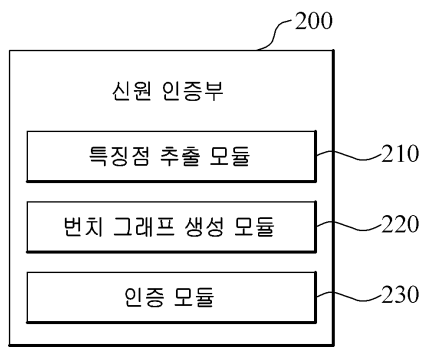 200
신원 인증부
특징점 추출 모듈
210
번치 그래프 생성 모듈
220
인증 모듈
230